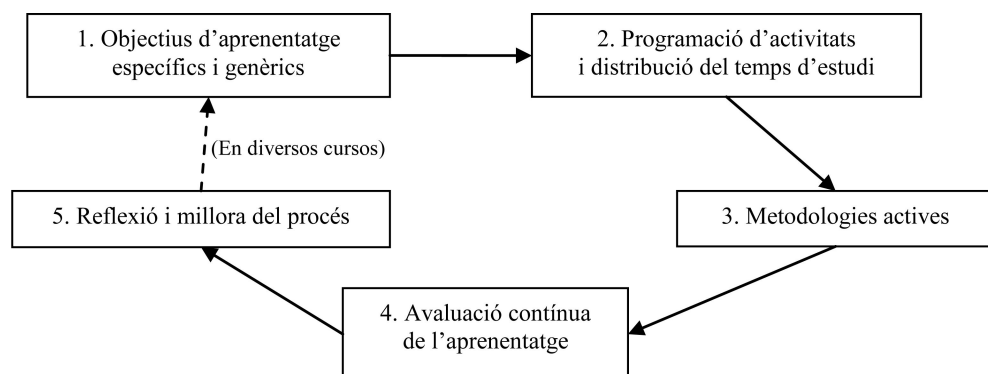 1. Objectius d’aprenentatge
específics i genèrics
2. Programació d’activitats
i distribució del temps d’estudi
(En diversos cursos)
5. Reflexió i millora del procés
3. Metodologies actives
4. Avaluació contínua
de l’aprenentatge